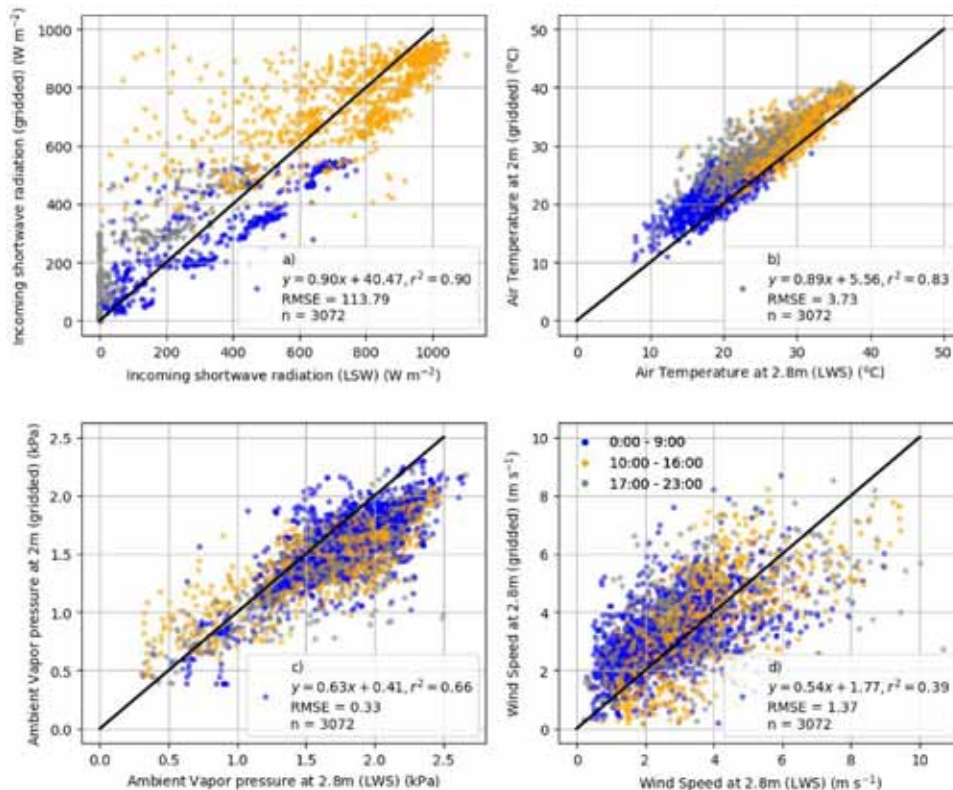 Incoming shortwave radiation (gridded) (W m⁻²)
1000
800
600
400
200
0
a)
y = 0.90x + 40.47, r² = 0.90
RMSE = 113.79
n = 3072
0 200 400 600 800 1000
Incoming shortwave radiation (LSW) (W m⁻²)
Air Temperature at 2m (gridded) (°C)
50
40
30
20
10
0
b)
y = 0.89x + 5.56, r² = 0.83
RMSE = 3.73
n = 3072
0 10 20 30 40 50
Air Temperature at 2.8m (LWS) (°C)
Ambient Vapor pressure at 2m (gridded) (kPa)
2.5
2.0
1.5
1.0
0.5
0.0
c)
y = 0.63x + 0.41, r² = 0.66
RMSE = 0.33
n = 3072
0.0 0.5 1.0 1.5 2.0 2.5
Ambient Vapor pressure at 2.8m (LWS) (kPa)
Wind Speed at 2.8m (gridded) (m s⁻¹)
10
8
6
4
2
0
0:00 - 9:00
10:00 - 16:00
17:00 - 23:00
d)
y = 0.54x + 1.77, r² = 0.39
RMSE = 1.37
n = 3072
0 2 4 6 8 10
Wind Speed at 2.8m (LWS) (m s⁻¹)